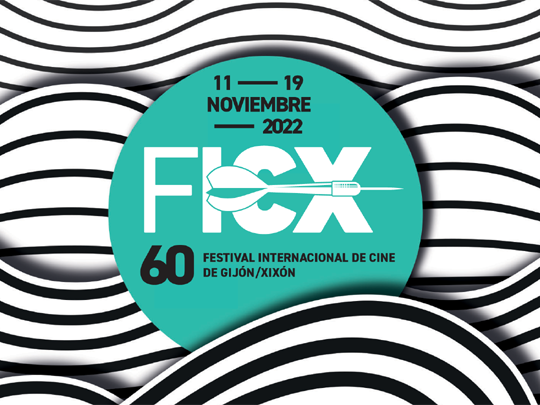 11 — 19
NOVIEMBRE
— 2022
FICX
60 FESTIVAL INTERNACIONAL DE CINE
DE GIJÓN/XIXÓN